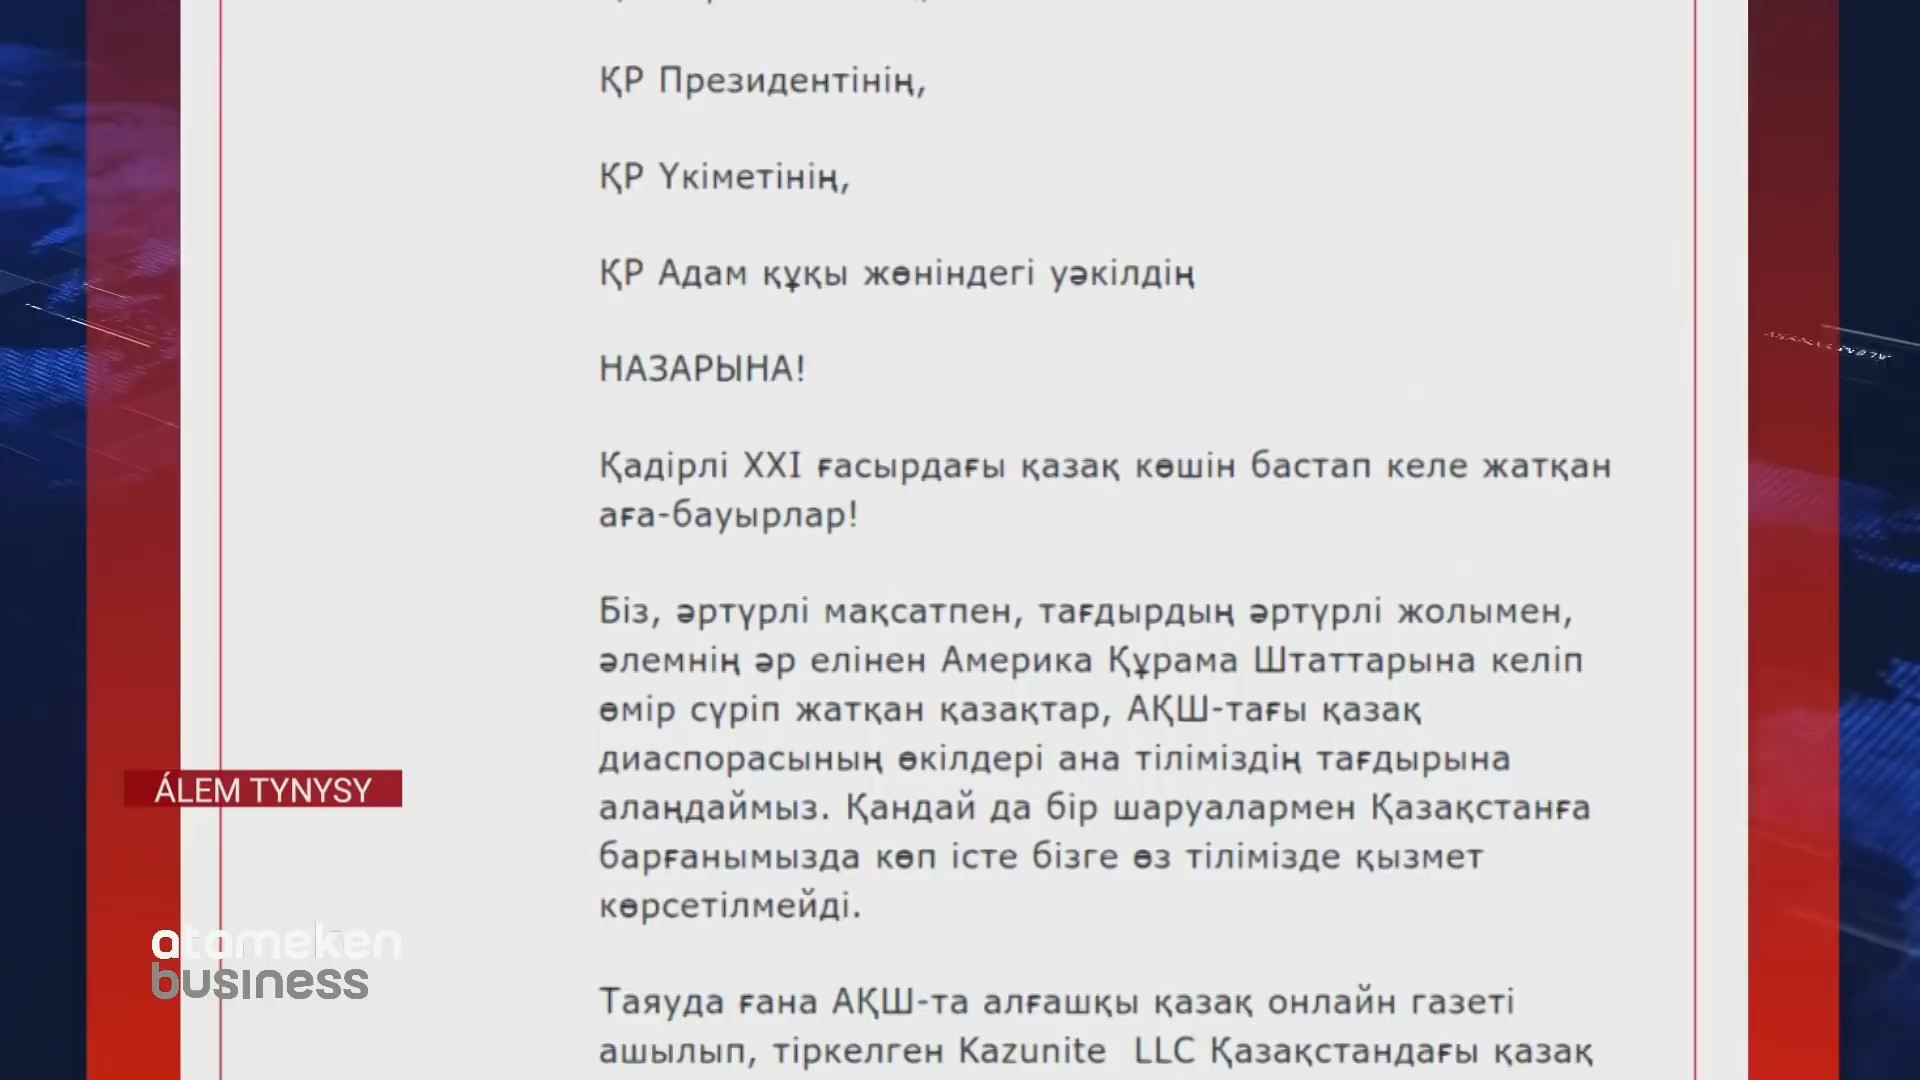 ҚР Президентінің,
ҚР Үкіметінің,
ҚР Адам құқы жөніндегі уәкілдің
НАЗАРЫНА!
Қадірлі XXI ғасырдағы қазақ көшін бастап келе жатқан
аға-бауырлар!
Біз, әртүрлі мақсатпен, тағдырдың әртүрлі жолымен,
әлемнің әр елінен Америка Құрама Штаттарына келіп
өмір сүріп жатқан қазақтар, АҚШ-тағы қазақ
диаспорасының өкілдері ана тіліміздің тағдырына
алаңдаймыз. Қандай да бір шаруалармен Қазақстанға
барғанымызда көп істе бізге өз тілімізде қызмет
көрсетілмейді.
Таяуда ғана АҚШ-та алғашқы қазақ онлайн газеті
ашылып, тіркелген Kazunite LLC Қазақстандағы қазақ
ÁLEM TYNYSY
atameken
business